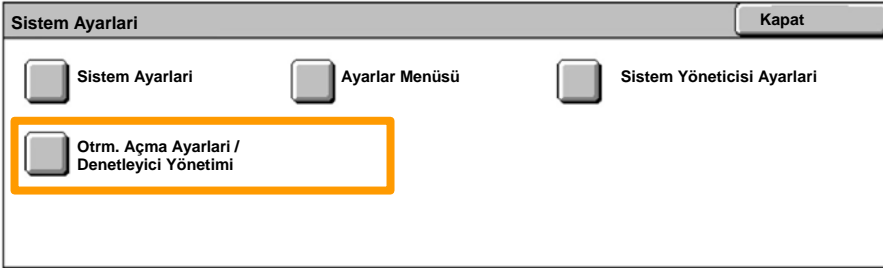 Sistem Ayarlari
Kapat
Sistem Ayarlari
Ayarlar Menüsü
Sistem Yöneticisi Ayarlari
Otrm. Açma Ayarlari /
Denetleyici Yönetimi